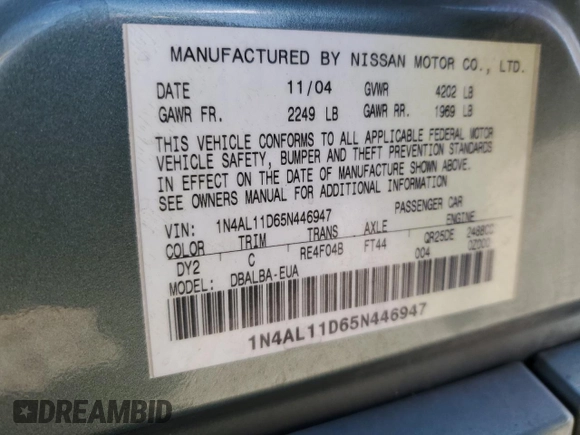 MANUFACTURED BY NISSAN MOTOR CO., LTD.
DATE 11/04 GVWR 4202 LB
GAWR FR. 2249 LB GAWR RR. 1969 LB
THIS VEHICLE CONFORMS TO ALL APPLICABLE FEDERAL MOTOR
VEHICLE SAFETY, BUMPER AND THEFT PREVENTION STANDARDS
IN EFFECT ON THE DATE OF MANUFACTURE SHOWN ABOVE.
SEE OWNERS MANUAL FOR ADDITIONAL INFORMATION
VIN: 1N4AL11D65N446947 PASSENGER CAR
COLOR TRIM TRANS AXLE ENGINE
DY2 C RE4F04B FT44 QR25DE 2488CC
MODEL: DBALBA-EUA 004 0Z000
1N4AL11D65N446947
DREAMBID